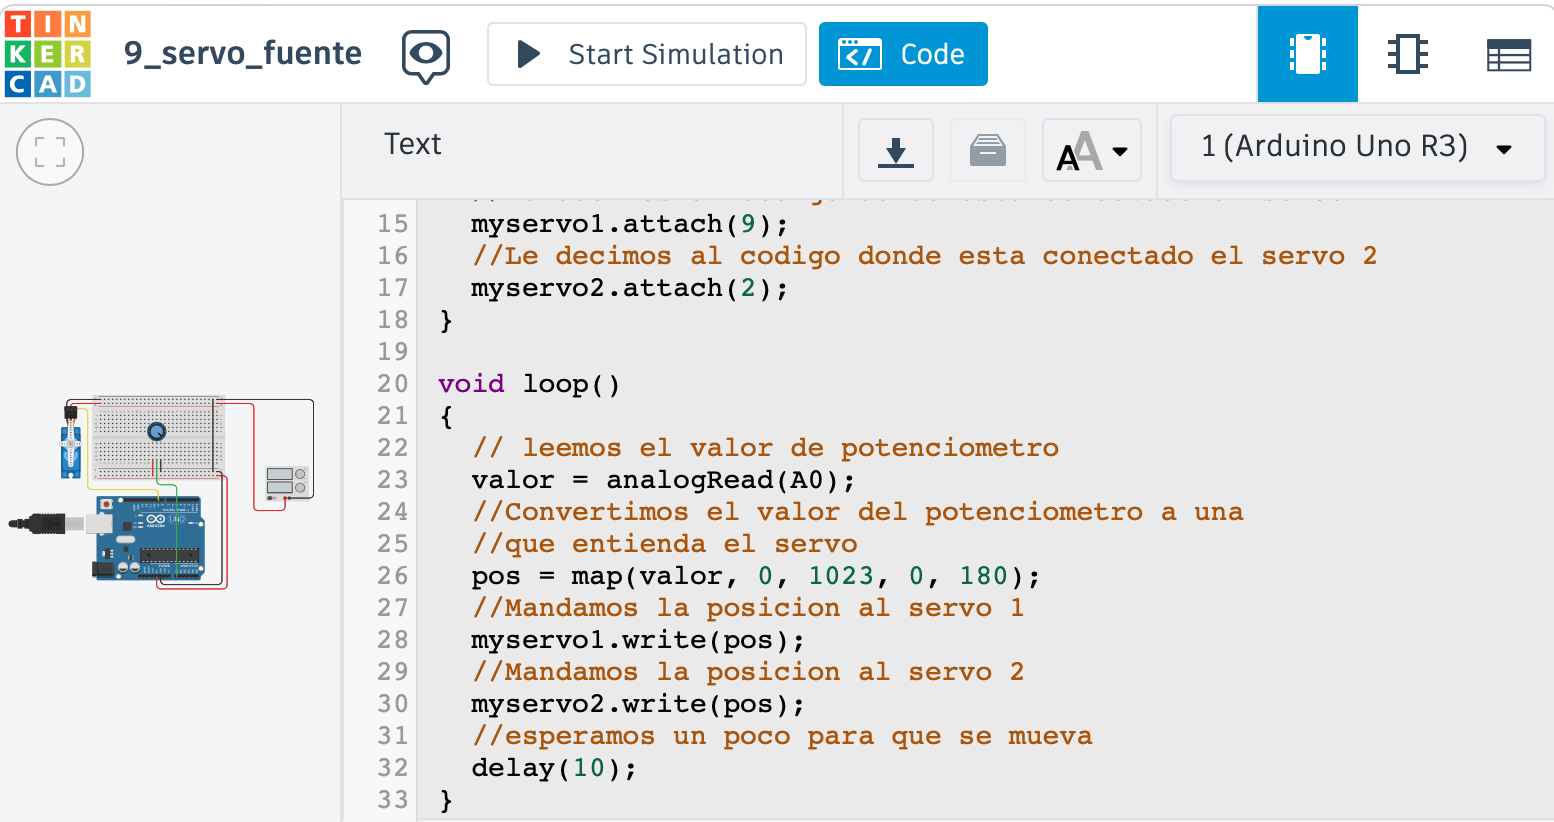 TIN
KER
CAD
9_servo_fuente
Start Simulation
Code
Text
1 (Arduino Uno R3)
15 myservo1.attach(9);
16 //Le decimos al codigo donde esta conectado el servo 2
17 myservo2.attach(2);
18 }
19
20 void loop()
21 {
22 // leemos el valor de potenciometro
23 valor = analogRead(A0);
24 //Convertimos el valor del potenciometro a una
25 //que entienda el servo
26 pos = map(valor, 0, 1023, 0, 180);
27 //Mandamos la posicion al servo 1
28 myservo1.write(pos);
29 //Mandamos la posicion al servo 2
30 myservo2.write(pos);
31 //esperamos un poco para que se mueva
32 delay(10);
33 }
UNO
ARDUINO